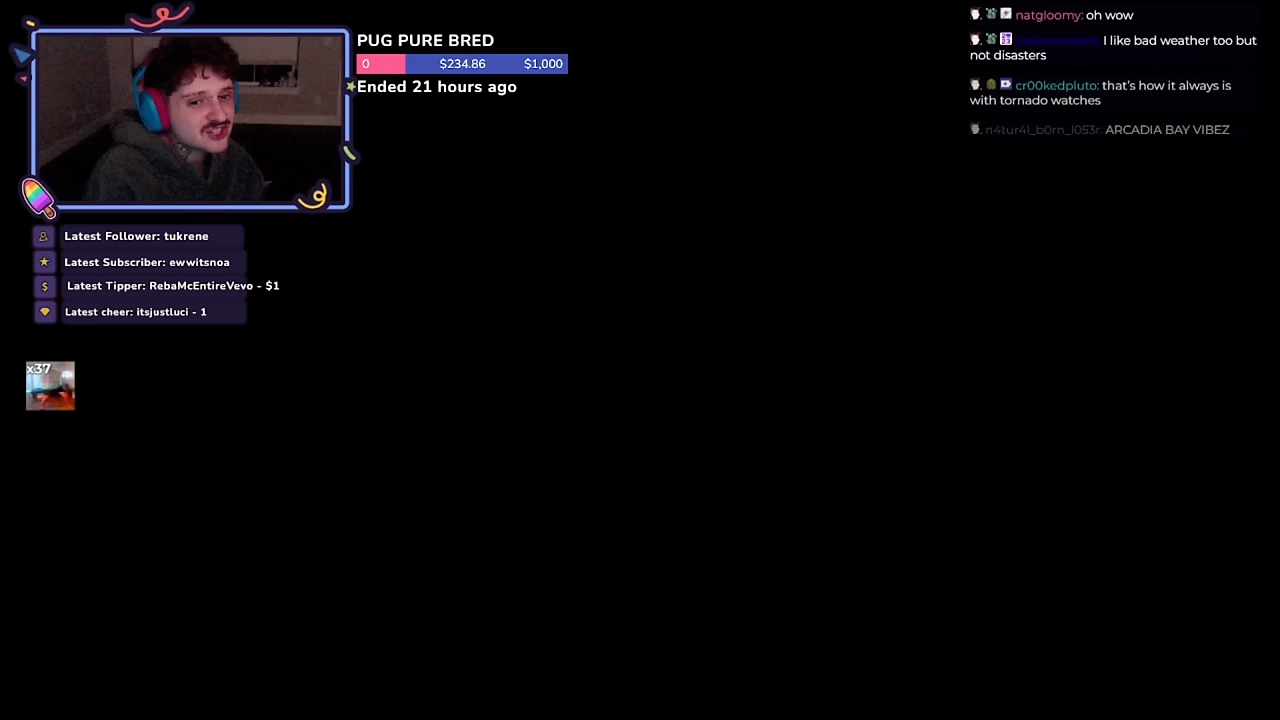 PUG PURE BRED
0 $234.86 $1,000
Ended 21 hours ago
Latest Follower: tukrene
Latest Subscriber: ewwitsnoa
Latest Tipper: RebaMcEntireVevo - $1
Latest cheer: itsjustluci - 1
x37
natgloomy: oh wow
I like bad weather too but
not disasters
cr00kedpluto: that's how it always is
with tornado watches
n4tur4l_b0rn_l053r: ARCADIA BAY VIBEZ